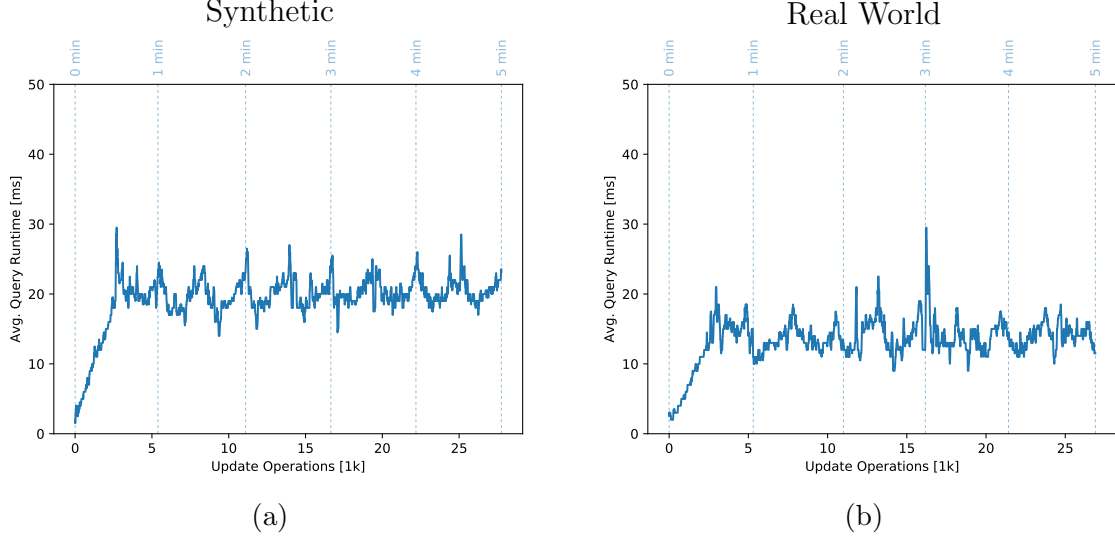 Synthetic
0 min
1 min
2 min
3 min
4 min
5 min
50
40
30
20
10
0
Avg. Query Runtime [ms]
0
5
10
15
20
25
Update Operations [1k]
(a)
Real World
0 min
1 min
2 min
3 min
4 min
5 min
50
40
30
20
10
0
Avg. Query Runtime [ms]
0
5
10
15
20
25
Update Operations [1k]
(b)